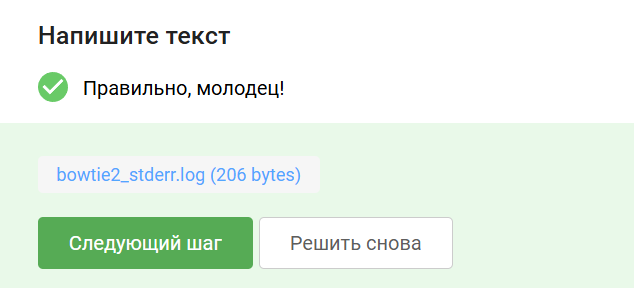 Напишите текст
Правильно, молодец!
bowtie2_stderr.log (206 bytes)
Следующий шаг
Решить снова